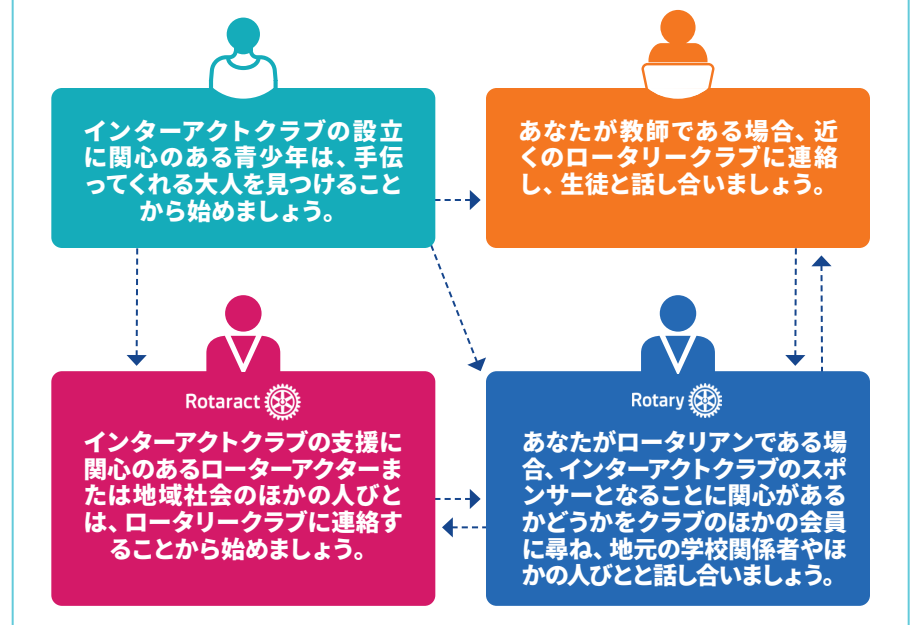 インターアクトクラブの設立
に関心のある青少年は、手伝
ってくれる大人を見つけること
から始めましょう。
あなたが教師である場合、近
くのロータリークラブに連絡
し、生徒と話し合いましょう。
Rotaract
インターアクトクラブの支援に
関心のあるローターアクターま
たは地域社会のほかの人びと
は、ロータリークラブに連絡す
ることから始めましょう。
Rotary
あなたがロータリアンである場
合、インターアクトクラブのスポ
ンサーとなることに関心がある
かどうかをクラブのほかの会員
に尋ね、地元の学校関係者やほ
かの人びとと話し合いましょう。